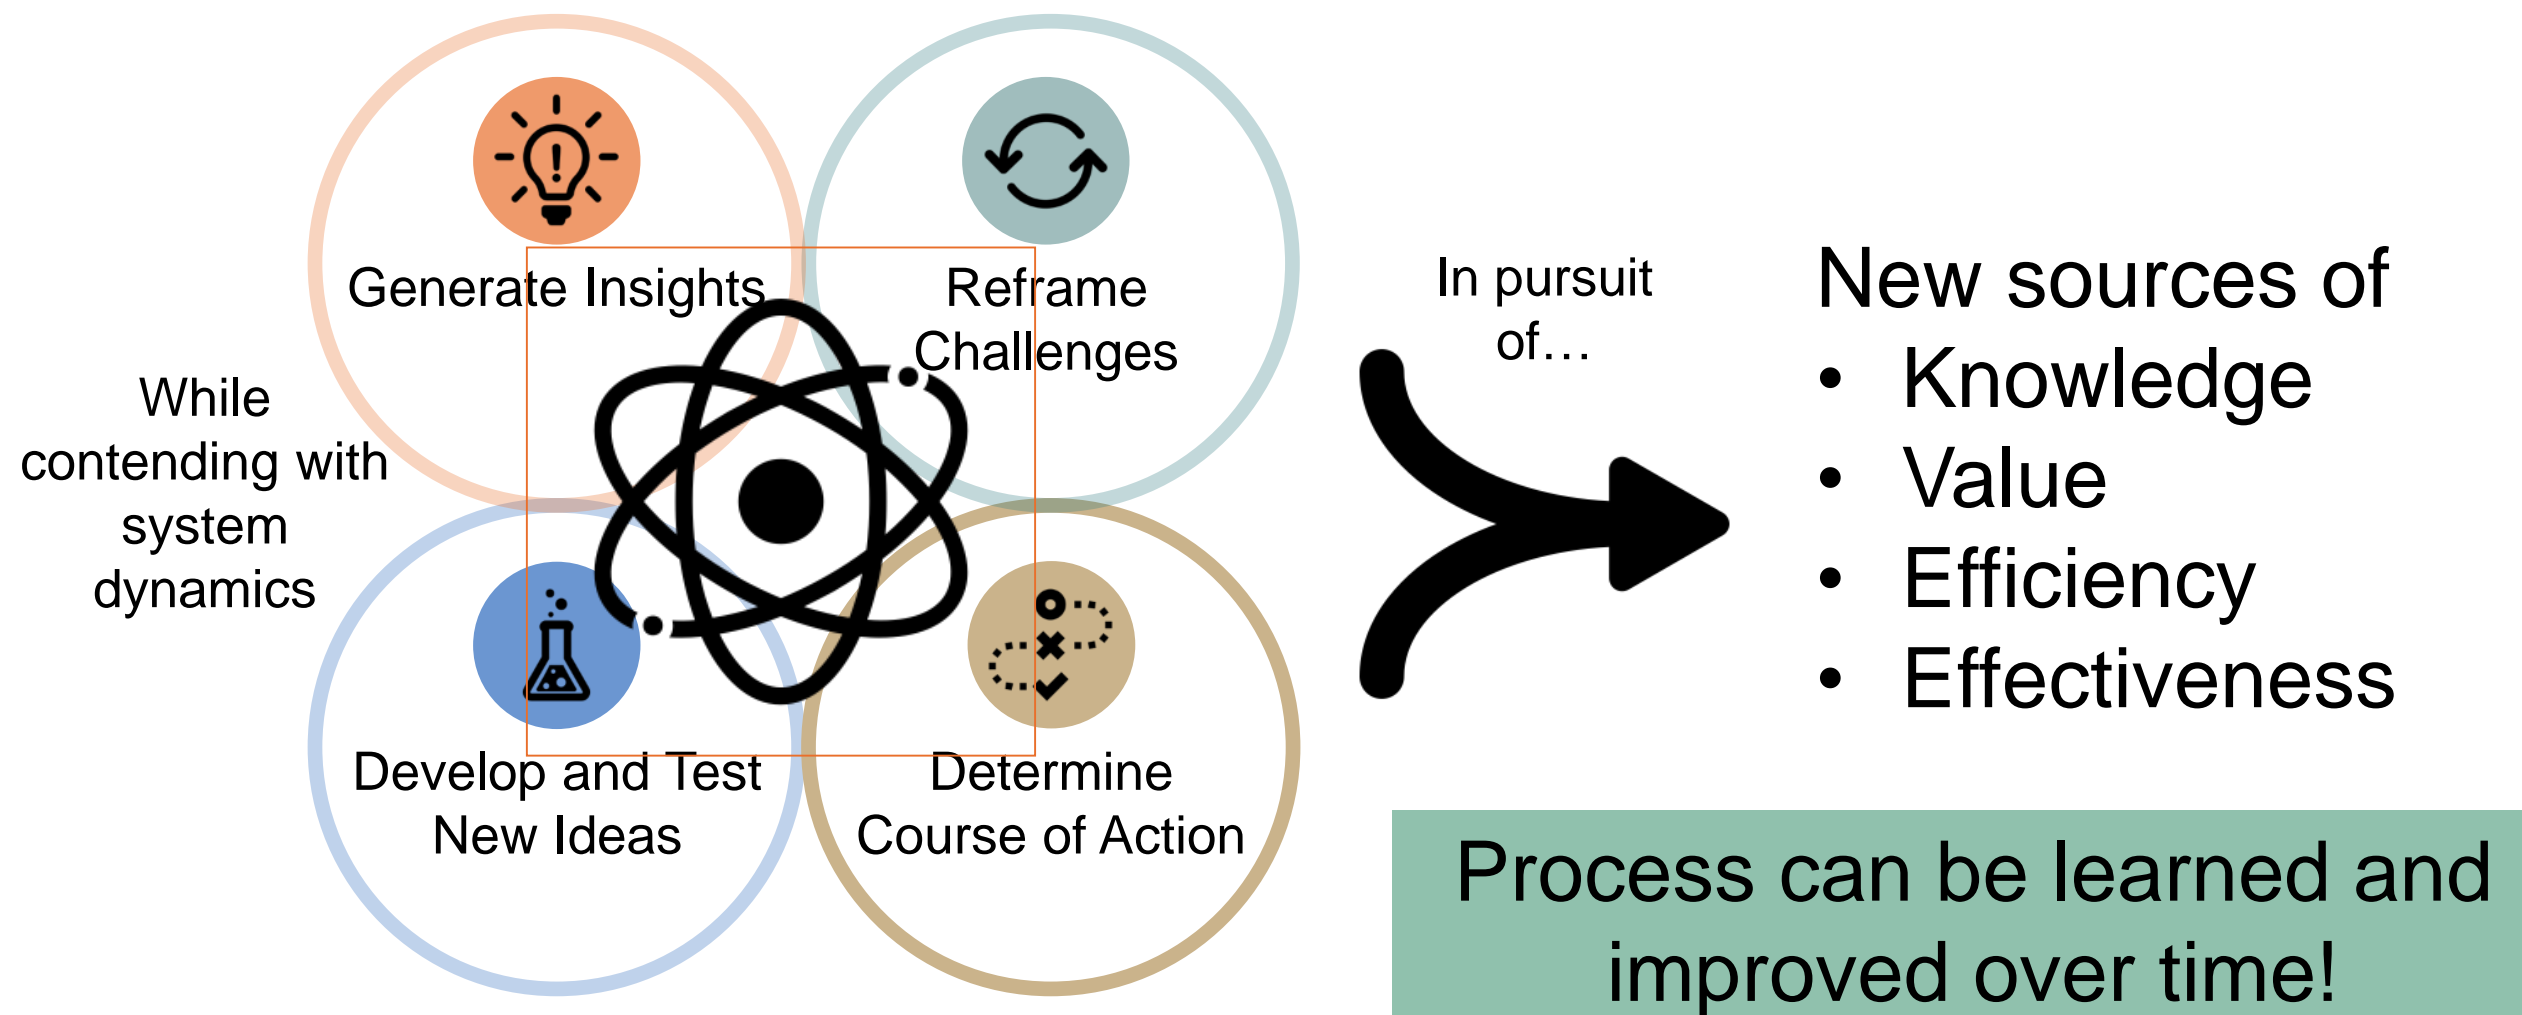 While
contending with
system
dynamics
Generate Insights
Reframe
Challenges
Develop and Test
New Ideas
Determine
Course of Action
In pursuit
of…
New sources of
• Knowledge
• Value
• Efficiency
• Effectiveness
Process can be learned and
improved over time!